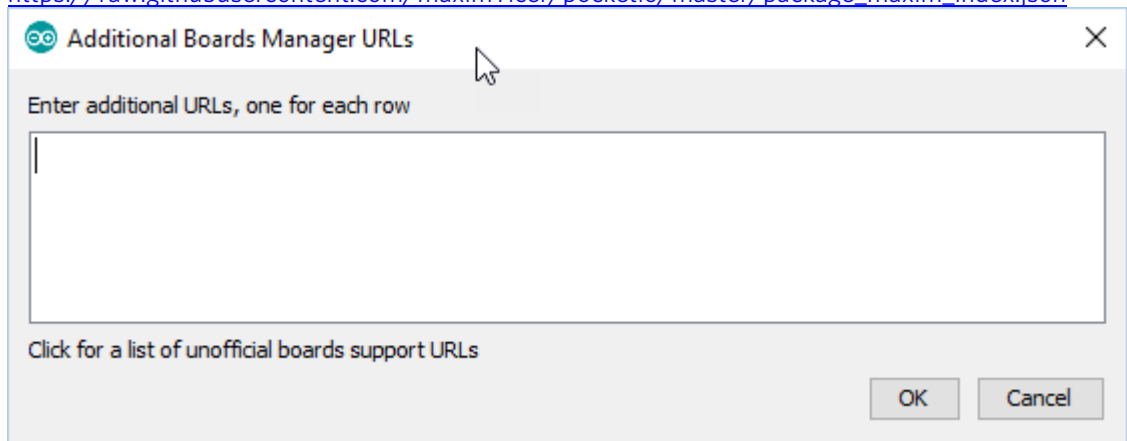 Additional Boards Manager URLs
Enter additional URLs, one for each row
Click for a list of unofficial boards support URLs
OK Cancel